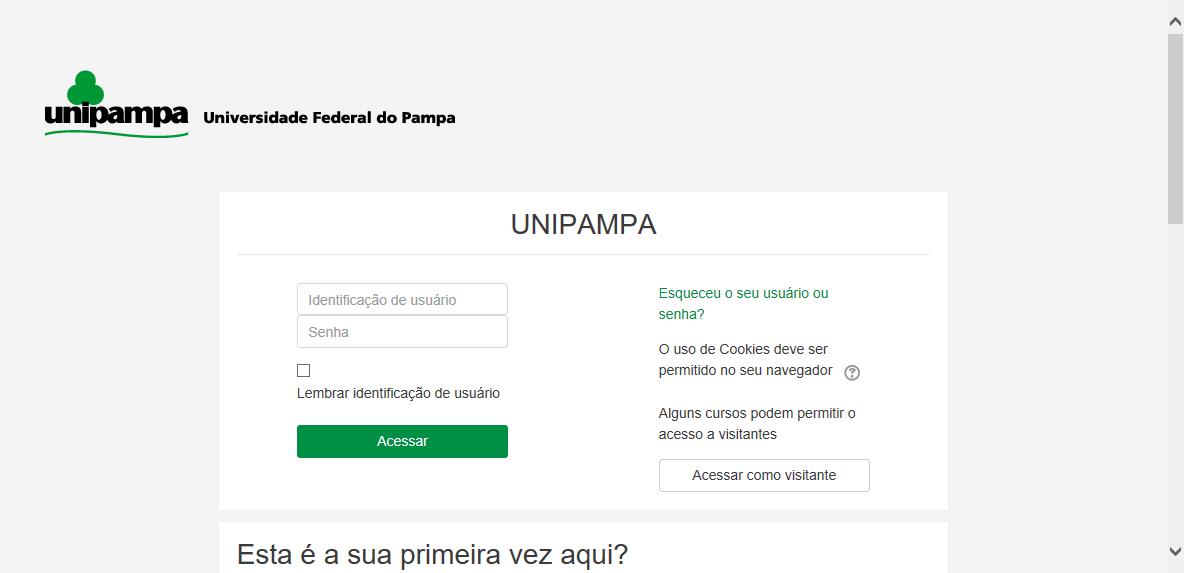 unipampa
Universidade Federal do Pampa
UNIPAMPA
Identificação de usuário
Senha
Lembrar identificação de usuário
Acessar
Esqueceu o seu usuário ou
senha?
O uso de Cookies deve ser
permitido no seu navegador
Alguns cursos podem permitir o
acesso a visitantes
Acessar como visitante
Esta é a sua primeira vez aqui?